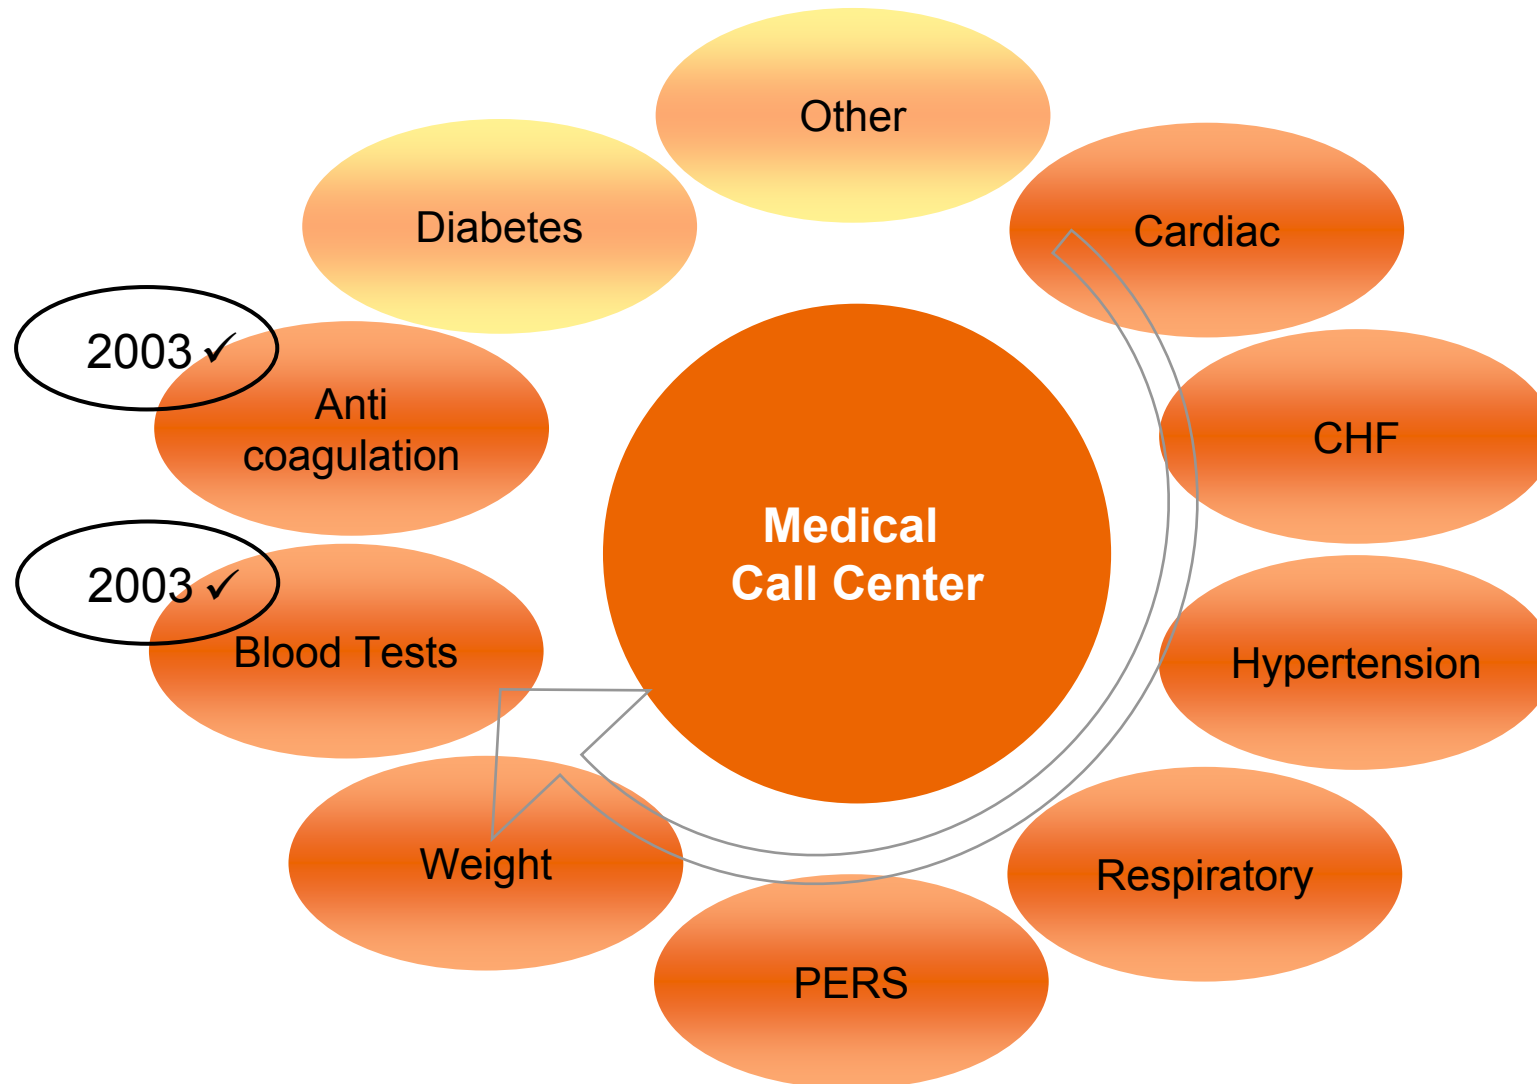 Other
Diabetes
Cardiac
2003 ✓
Anti
coagulation
CHF
Medical
Call Center
2003 ✓
Blood Tests
Hypertension
Weight
Respiratory
PERS